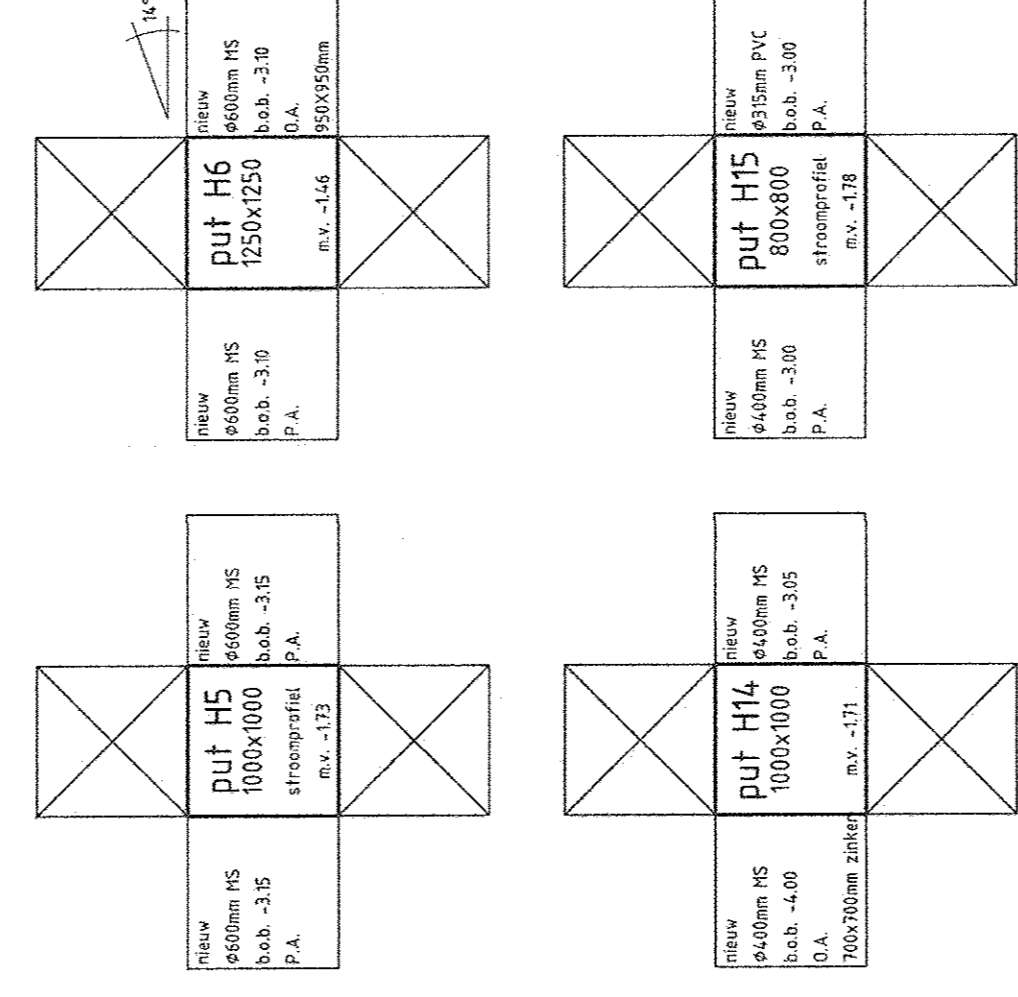 14°
nieuw
ø600mm MS
b.o.b. -3.10
P.A.
put H6
1250x1250
m.v. -1.46
nieuw
ø600mm MS
b.o.b. -3.10
O.A.
950X950mm
nieuw
ø400mm MS
b.o.b. -3.00
P.A.
put H15
800x800
stroomprofiel
m.v. -1.78
nieuw
ø315mm PVC
b.o.b. -3.00
P.A.
nieuw
ø600mm MS
b.o.b. -3.15
P.A.
put H5
1000x1000
stroomprofiel
m.v. -1.73
nieuw
ø600mm MS
b.o.b. -3.15
P.A.
nieuw
ø400mm MS
b.o.b. -4.00
O.A.
700x700mm zinker
put H14
1000x1000
m.v. -1.71
nieuw
ø400mm MS
b.o.b. -3.05
P.A.